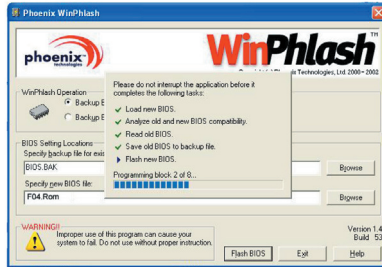 Phoenix WinPhlash
phoenix™
technologies
WinPhlash™
Technologies, Ltd. 2000-2002
WinPhlash Operation
Backup
Backup
Please do not interrupt the application before it
completes the following tasks:
Load new BIOS.
Analyze old and new BIOS compatibility.
Read old BIOS.
Save old BIOS to backup file.
Flash new BIOS.
Programming block 2 of 8...
BIOS Setting Locations
Specify backup file for exis
BIOS.BAK
Browse
Specify new BIOS file:
F04.Rom
Browse
WARNING!!
Improper use of this program can cause your
system to fail. Do not use without proper instruction.
Version 1.4
Build 53
Flash BIOS
Exit
Help